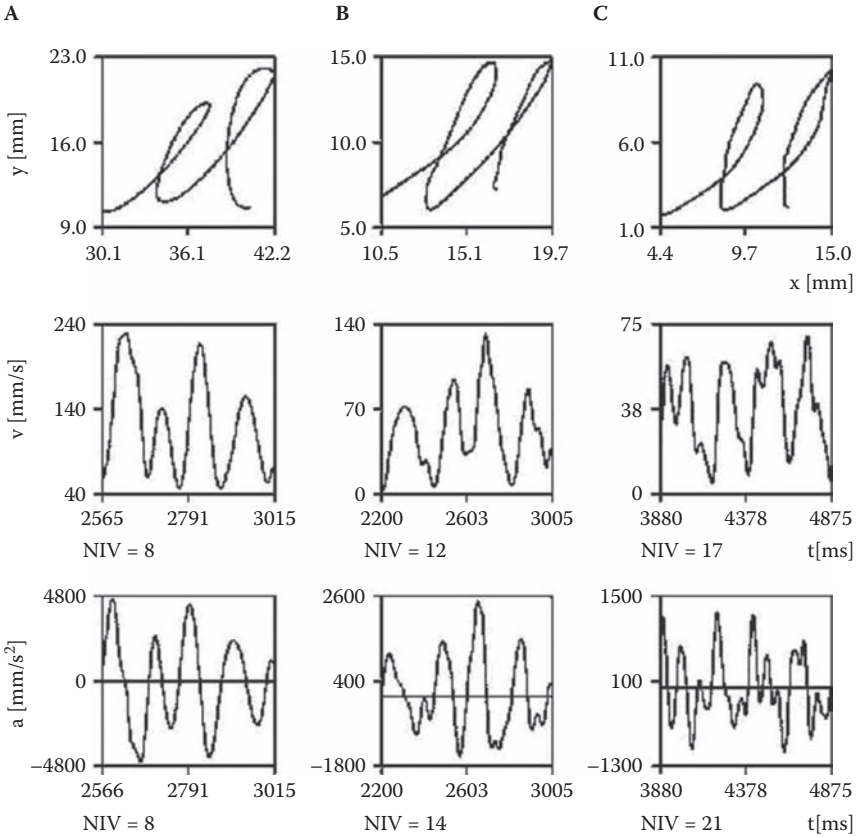 A B C
23.0 15.0 11.0
y [mm]
16.0 10.0 6.0
9.0 5.0 1.0
30.1 36.1 42.2 10.5 15.1 19.7 4.4 9.7 15.0
x [mm]
240 140 75
v [mm/s]
140 70 38
40 0 0
2565 2791 3015 2200 2603 3005 3880 4378 4875
NIV = 8 NIV = 12 NIV = 17 t[ms]
4800 2600 1500
a [mm/s²]
0 400 100
–4800 –1800 –1300
2566 2791 3015 2200 2603 3005 3880 4378 4875
NIV = 8 NIV = 14 NIV = 21 t[ms]